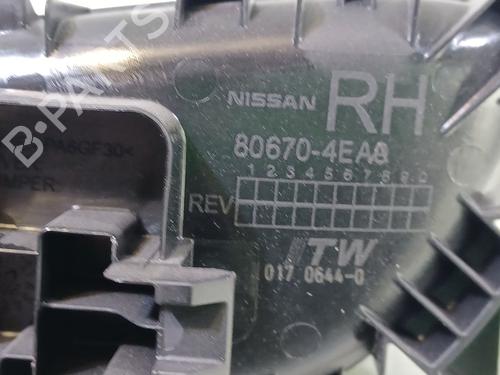 NISSAN RH
80670-4EA0
1 2 3 4 5 6 7 8 9 0
REV
ITW
017 0644-0
PA6GF30<
B-PARTS